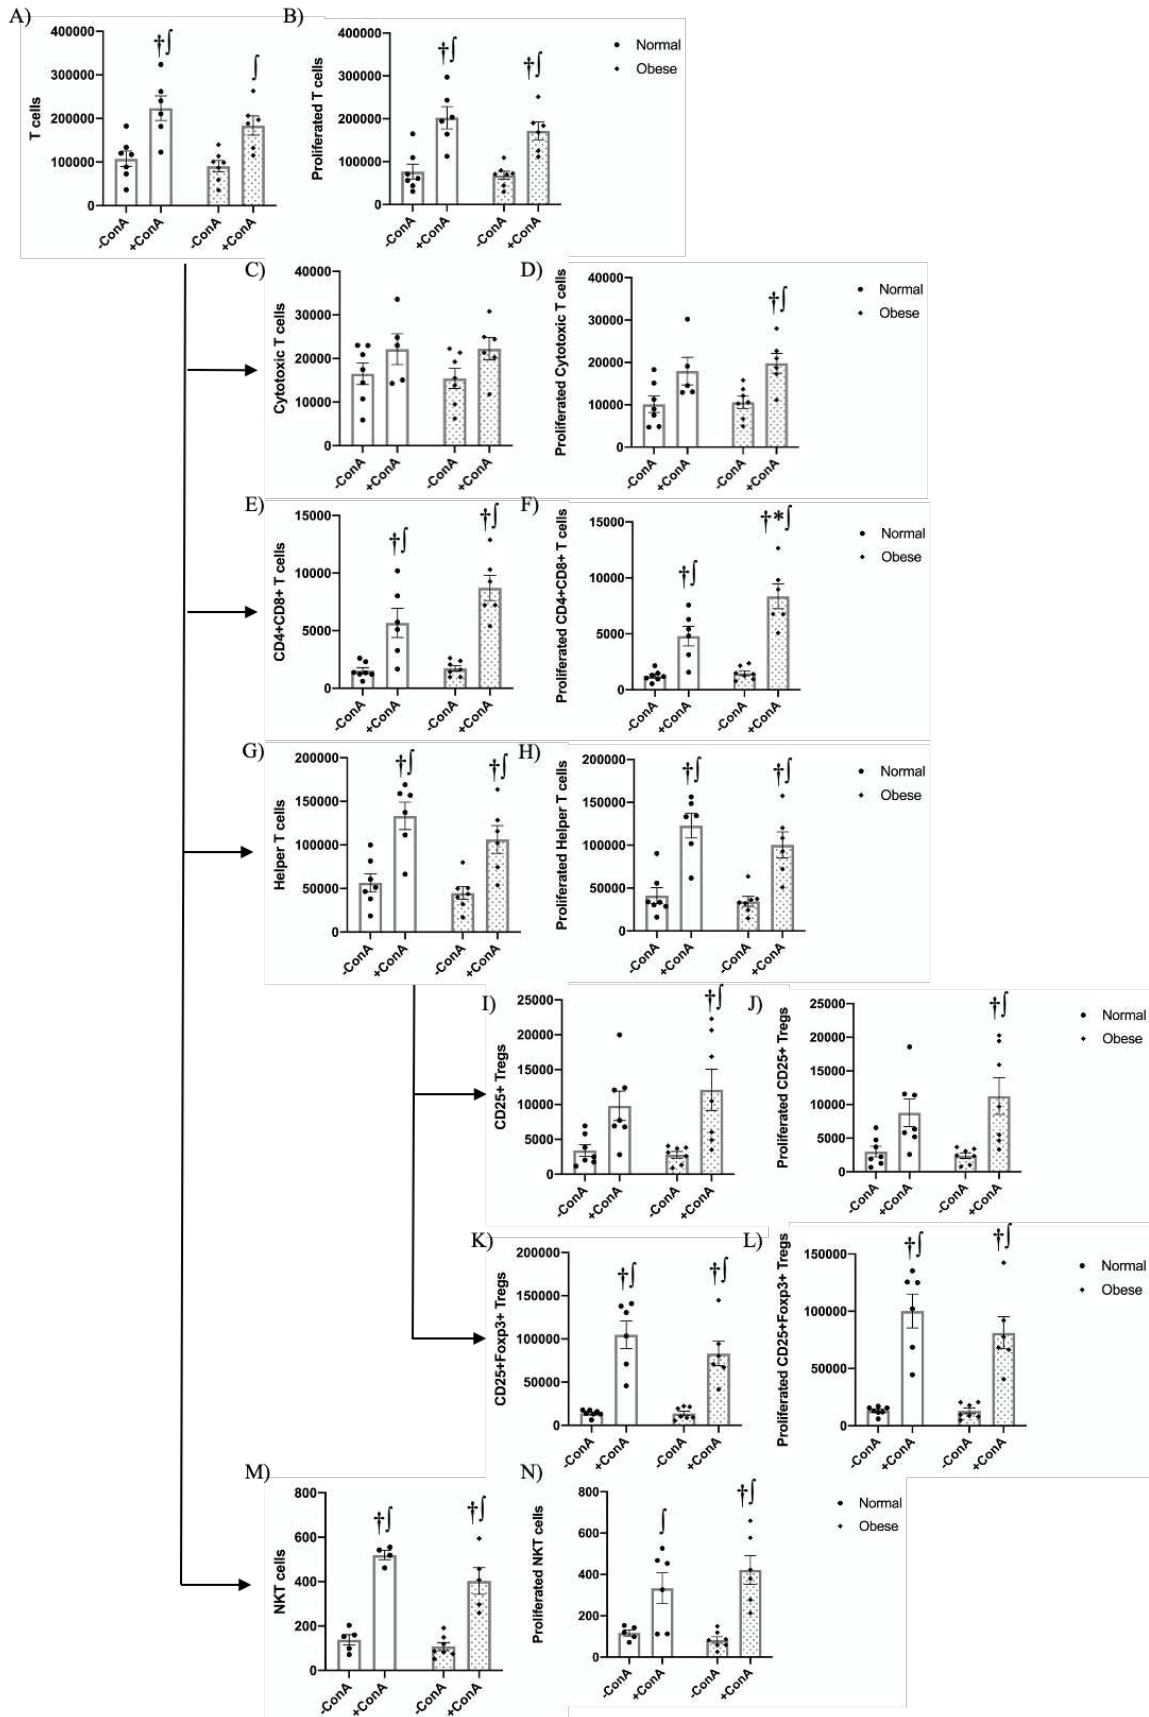 A)
T cells
400000
300000
200000
100000
0
†∫
∫
-ConA
+ConA
-ConA
+ConA
B)
Proliferated T cells
400000
300000
200000
100000
0
†∫
†∫
-ConA
+ConA
-ConA
+ConA
Normal
Obese
C)
Cytotoxic T cells
40000
30000
20000
10000
0
-ConA
+ConA
-ConA
+ConA
D)
Proliferated Cytotoxic T cells
40000
30000
20000
10000
0
†∫
-ConA
+ConA
-ConA
+ConA
Normal
Obese
E)
CD4+CD8+ T cells
15000
10000
5000
0
†∫
†∫
-ConA
+ConA
-ConA
+ConA
F)
Proliferated CD4+CD8+ T cells
15000
10000
5000
0
†∫
†*∫
-ConA
+ConA
-ConA
+ConA
Normal
Obese
G)
Helper T cells
200000
150000
100000
50000
0
†∫
†∫
-ConA
+ConA
-ConA
+ConA
H)
Proliferated Helper T cells
200000
150000
100000
50000
0
†∫
†∫
-ConA
+ConA
-ConA
+ConA
Normal
Obese
I)
CD25+ Tregs
25000
20000
15000
10000
5000
0
†∫
-ConA
+ConA
-ConA
+ConA
J)
Proliferated CD25+ Tregs
25000
20000
15000
10000
5000
0
†∫
-ConA
+ConA
-ConA
+ConA
Normal
Obese
K)
CD25+Foxp3+ Tregs
200000
150000
100000
50000
0
†∫
†∫
-ConA
+ConA
-ConA
+ConA
L)
Proliferated CD25+Foxp3+ Tregs
150000
100000
50000
0
†∫
†∫
-ConA
+ConA
-ConA
+ConA
Normal
Obese
M)
NKT cells
800
600
400
200
0
†∫
†∫
-ConA
+ConA
-ConA
+ConA
N)
Proliferated NKT cells
800
600
400
200
0
∫
†∫
-ConA
+ConA
-ConA
+ConA
Normal
Obese